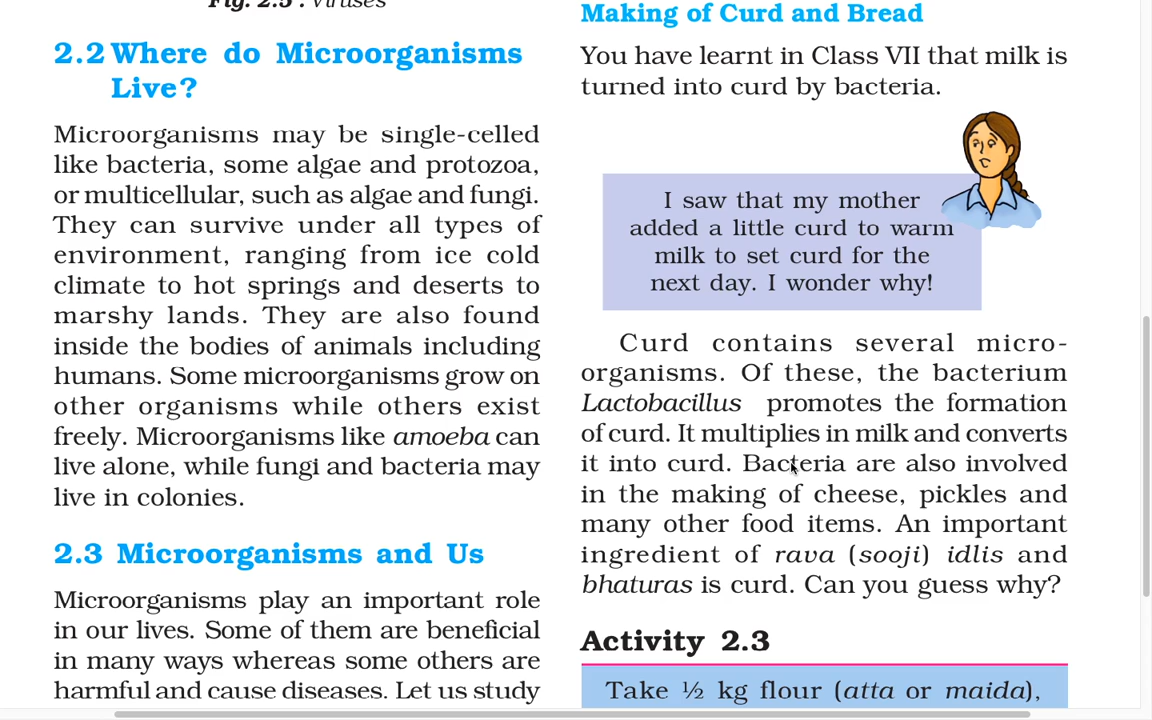 Fig. 2.5 : Viruses
2.2 Where do Microorganisms
Live?
Microorganisms may be single-celled
like bacteria, some algae and protozoa,
or multicellular, such as algae and fungi.
They can survive under all types of
environment, ranging from ice cold
climate to hot springs and deserts to
marshy lands. They are also found
inside the bodies of animals including
humans. Some microorganisms grow on
other organisms while others exist
freely. Microorganisms like amoeba can
live alone, while fungi and bacteria may
live in colonies.
2.3 Microorganisms and Us
Microorganisms play an important role
in our lives. Some of them are beneficial
in many ways whereas some others are
harmful and cause diseases. Let us study
Making of Curd and Bread
You have learnt in Class VII that milk is
turned into curd by bacteria.
I saw that my mother
added a little curd to warm
milk to set curd for the
next day. I wonder why!
Curd contains several micro-
organisms. Of these, the bacterium
Lactobacillus promotes the formation
of curd. It multiplies in milk and converts
it into curd. Bacteria are also involved
in the making of cheese, pickles and
many other food items. An important
ingredient of rava (sooji) idlis and
bhaturas is curd. Can you guess why?
Activity 2.3
Take ½ kg flour (atta or maida),